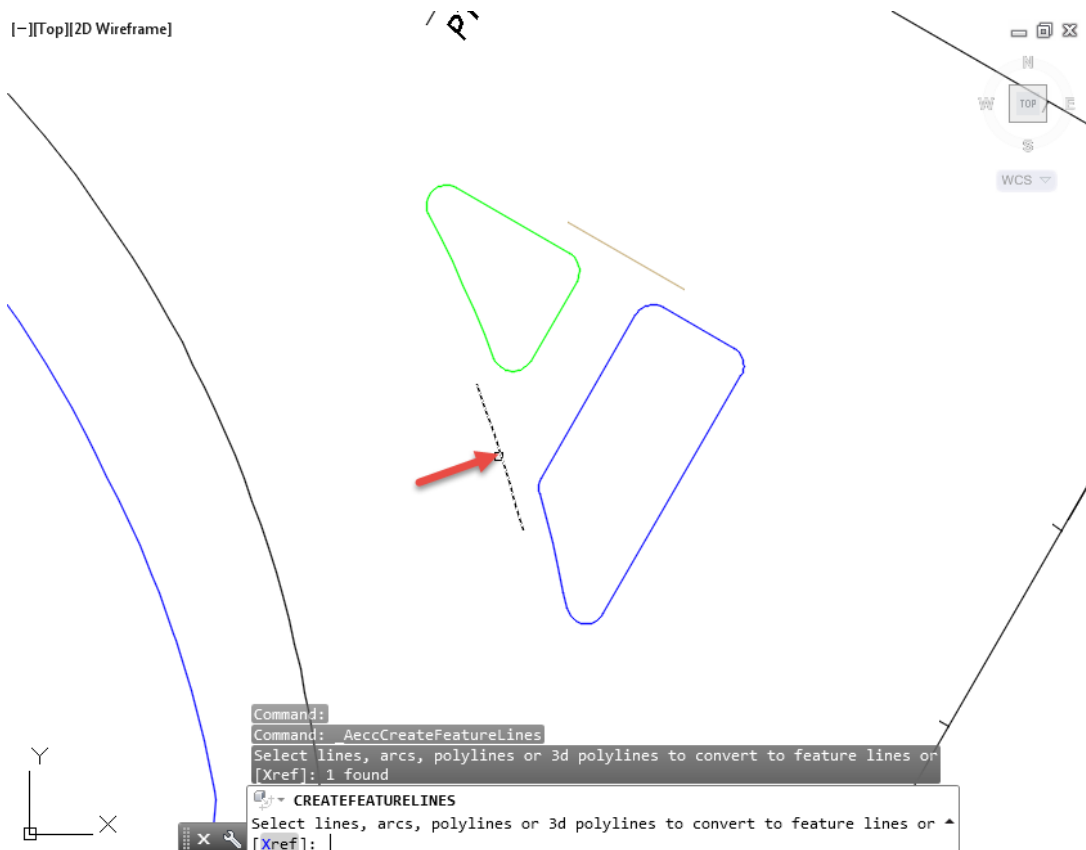 [−][Top][2D Wireframe]
N
W
TOP
E
S
WCS
Command:
Command: _AeccCreateFeatureLines
Select lines, arcs, polylines or 3d polylines to convert to feature lines or
[Xref]: 1 found
CREATEFEATURELINES
Select lines, arcs, polylines or 3d polylines to convert to feature lines or
[Xref]:
Y
X